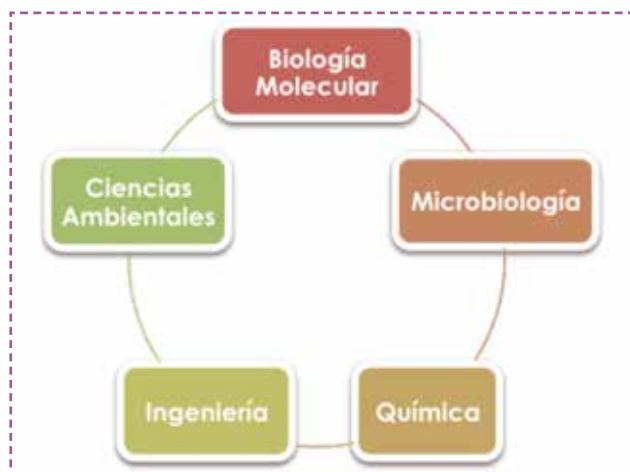 Biología
Molecular
Ciencias
Ambientales
Microbiología
Ingeniería
Química